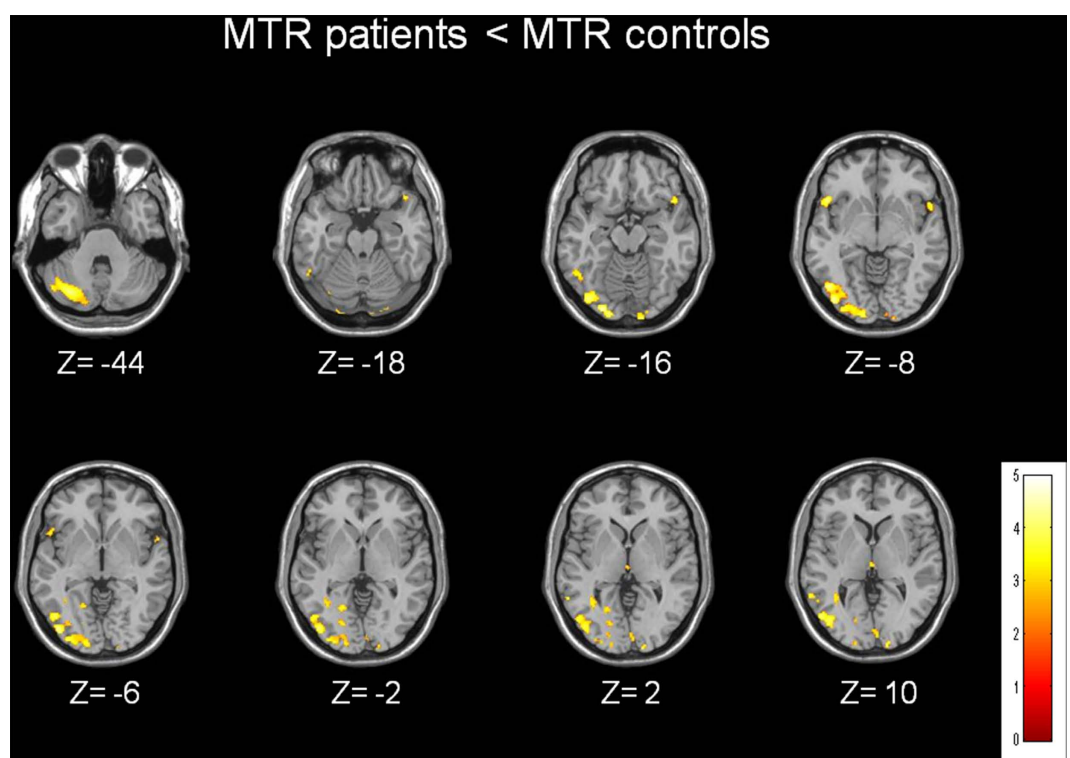 MTR patients < MTR controls
Z= -44
Z= -18
Z= -16
Z= -8
Z= -6
Z= -2
Z= 2
Z= 10
5
4
3
2
1
0